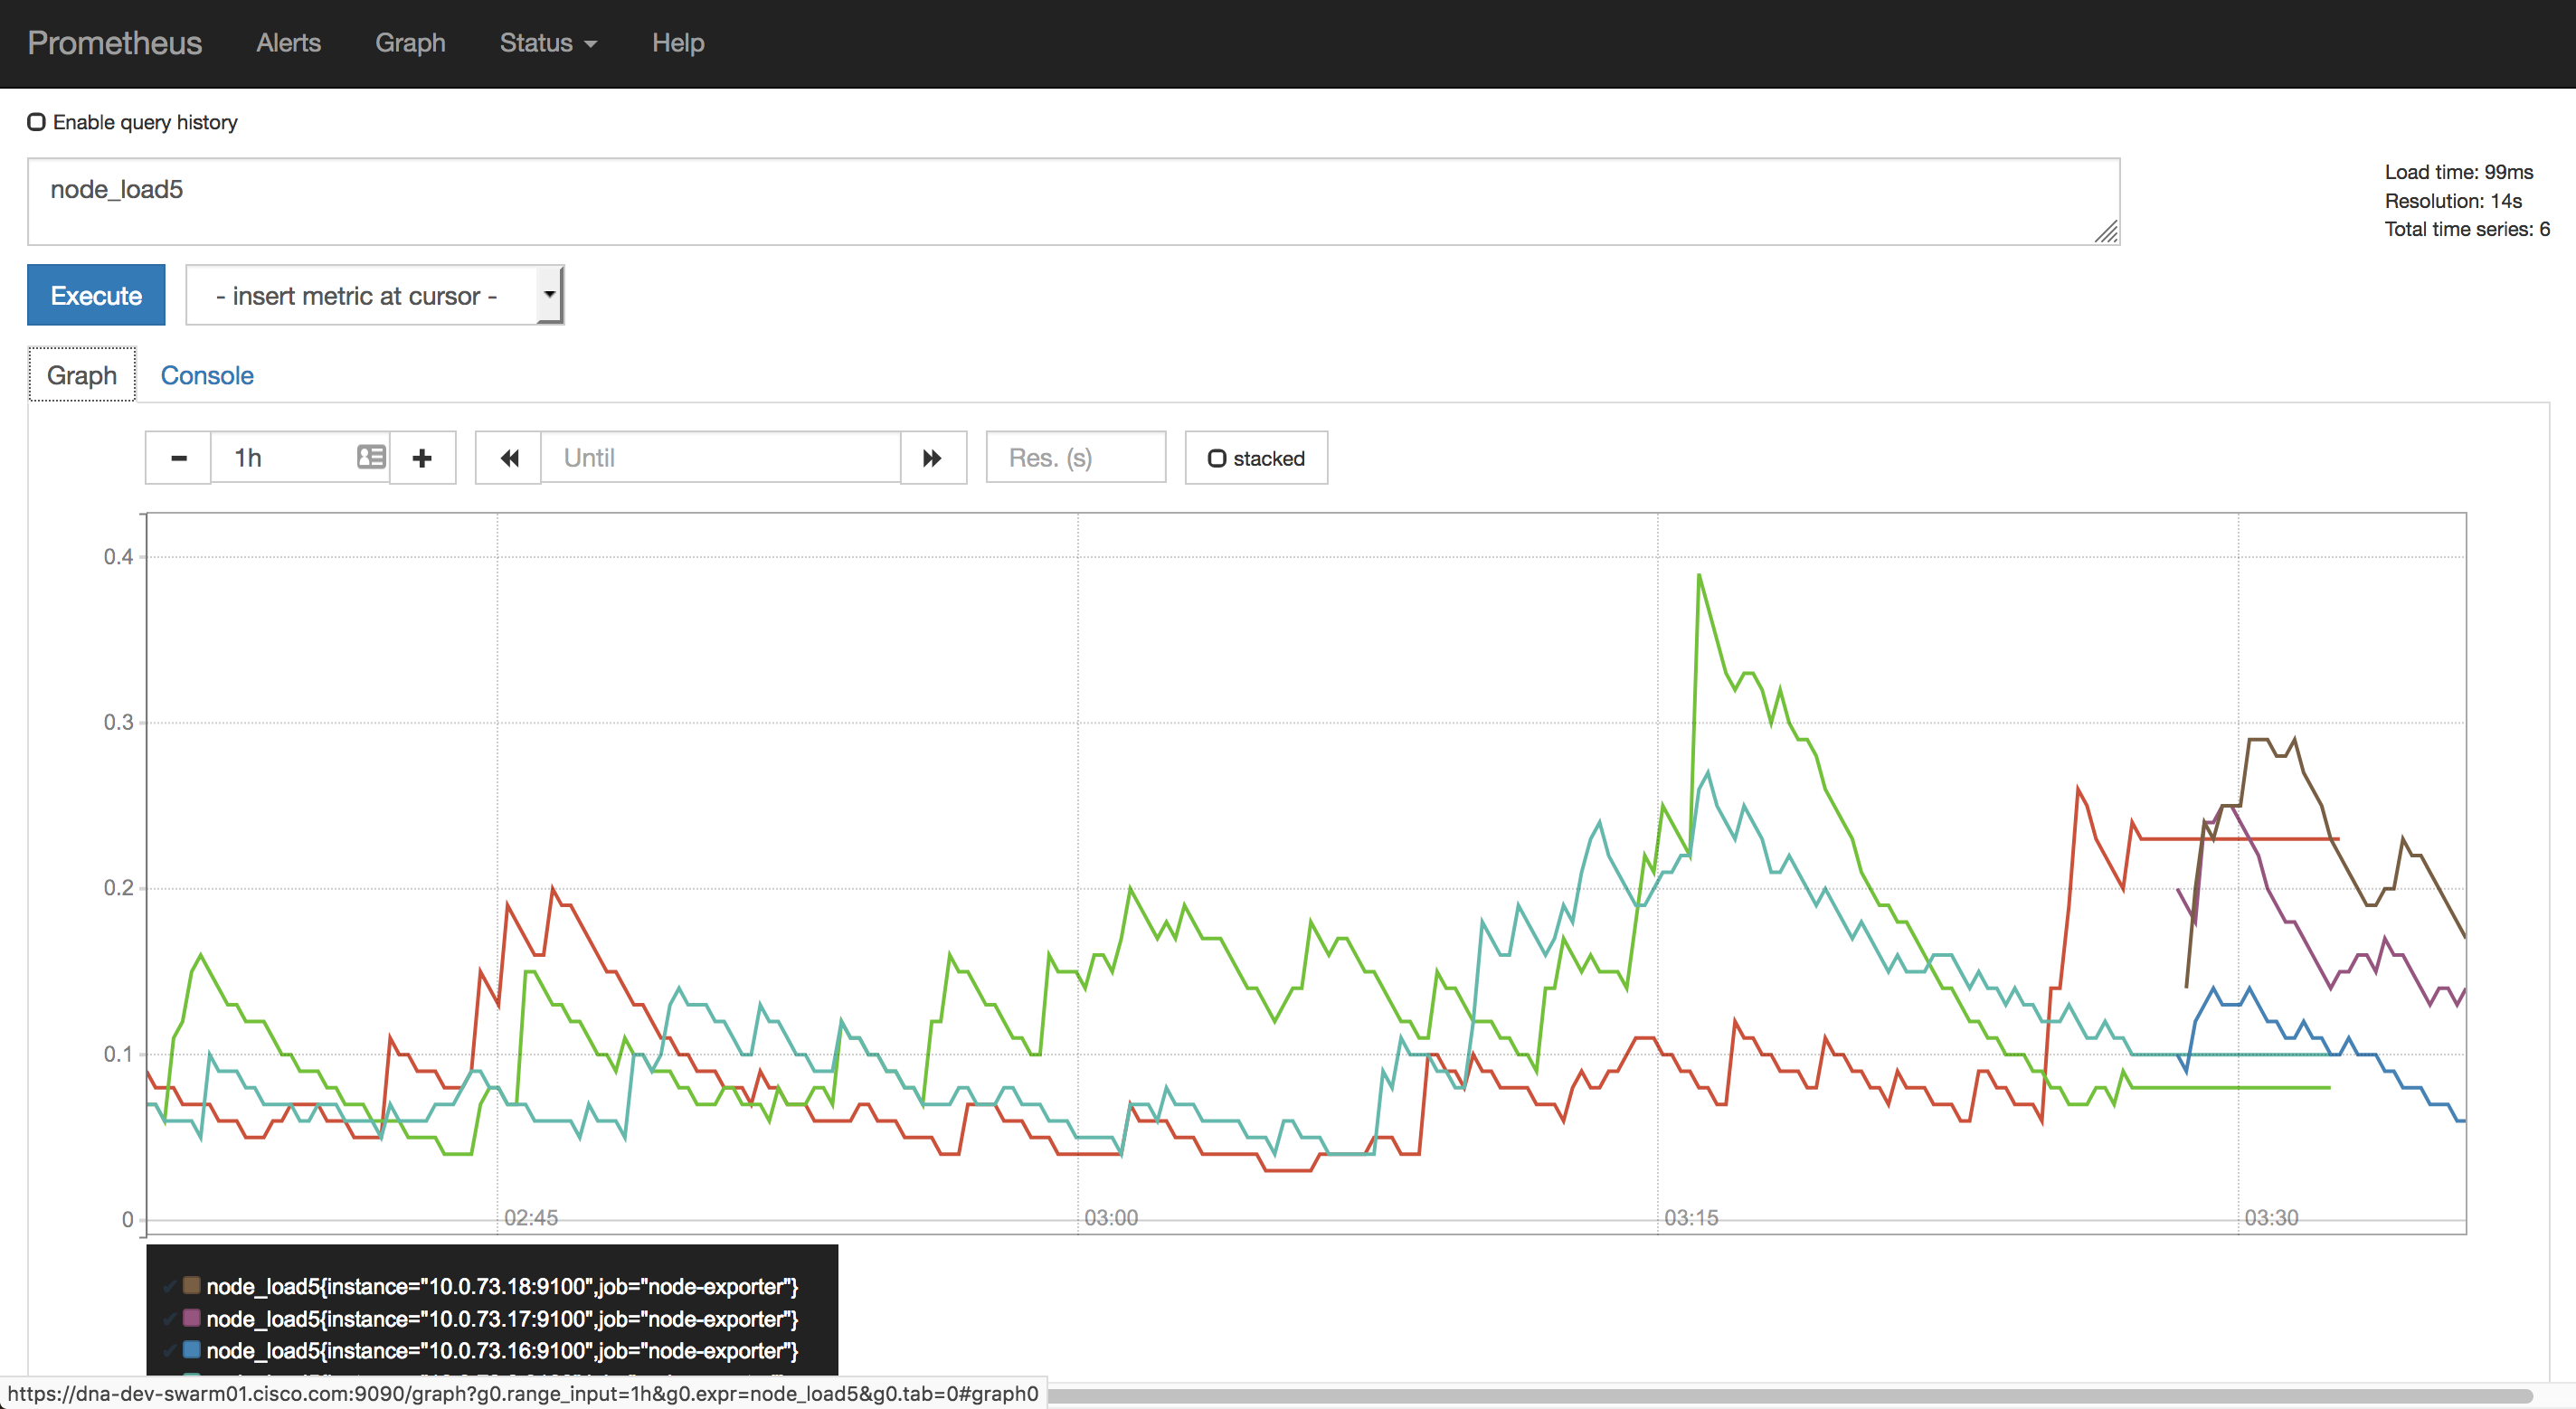 Prometheus Alerts Graph Status Help
Enable query history
node_load5
Load time: 99ms
Resolution: 14s
Total time series: 6
Execute
- insert metric at cursor -
Graph Console
1h Until Res. (s) stacked
0.4
0.3
0.2
0.1
0
02:45 03:00 03:15 03:30
node_load5{instance="10.0.73.18:9100",job="node-exporter"}
node_load5{instance="10.0.73.17:9100",job="node-exporter"}
node_load5{instance="10.0.73.16:9100",job="node-exporter"}
https://dna-dev-swarm01.cisco.com:9090/graph?g0.range_input=1h&g0.expr=node_load5&g0.tab=0#graph0